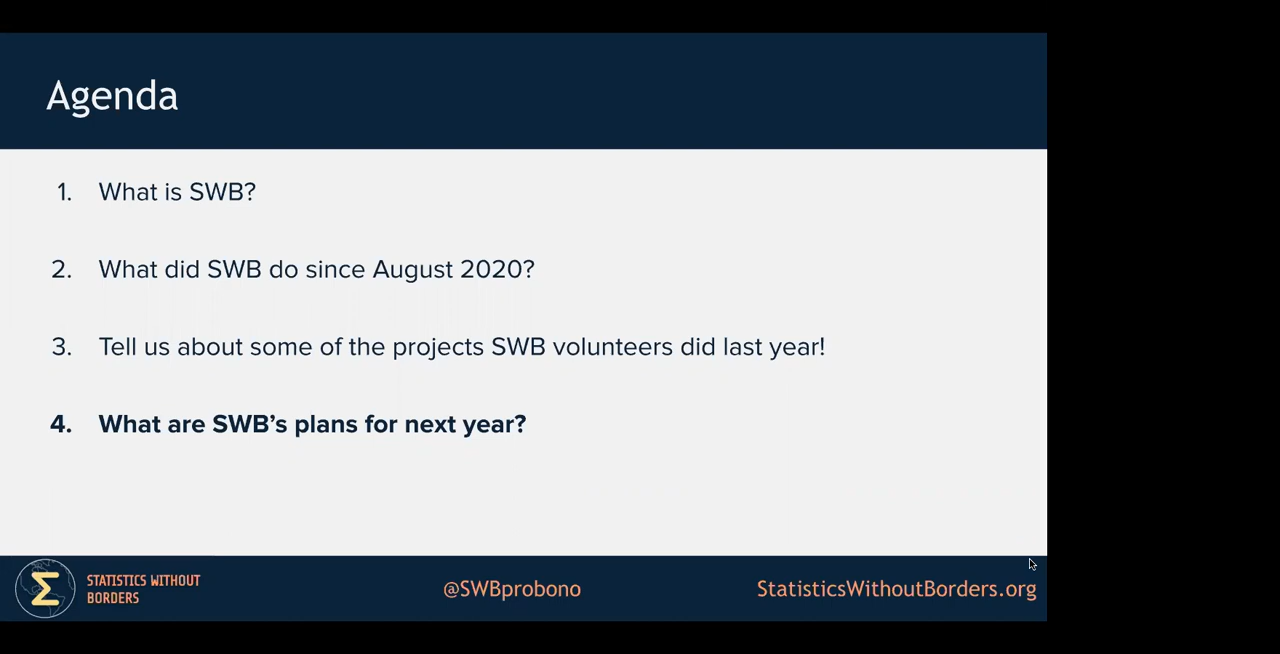 Agenda
1. What is SWB?
2. What did SWB do since August 2020?
3. Tell us about some of the projects SWB volunteers did last year!
4. What are SWB’s plans for next year?
Σ
STATISTICS WITHOUT
BORDERS
@SWBprobono
StatisticsWithoutBorders.org